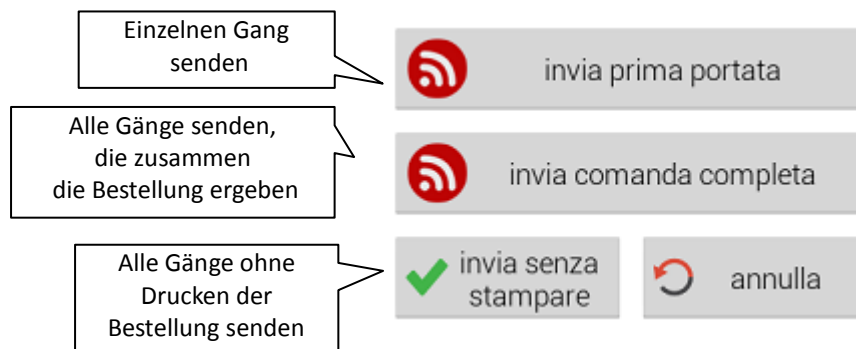 Einzelnen Gang
senden
invia prima portata
Alle Gänge senden,
die zusammen
die Bestellung ergeben
invia comanda completa
Alle Gänge ohne
Drucken der
Bestellung senden
invia senza
stampare
annulla